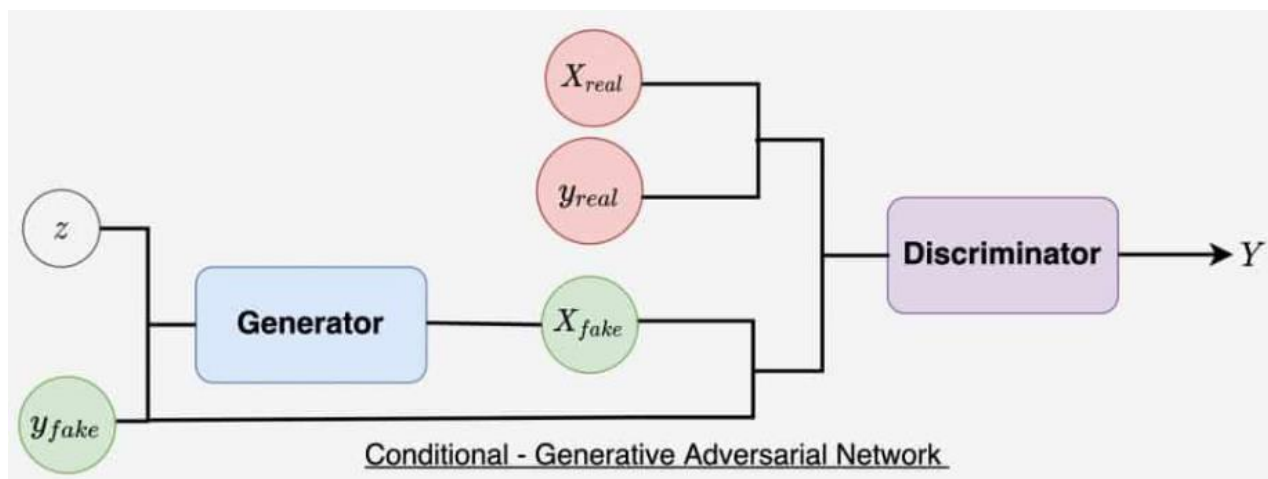 X_real
y_real
z
Discriminator
Y
Generator
X_fake
y_fake
Conditional - Generative Adversarial Network